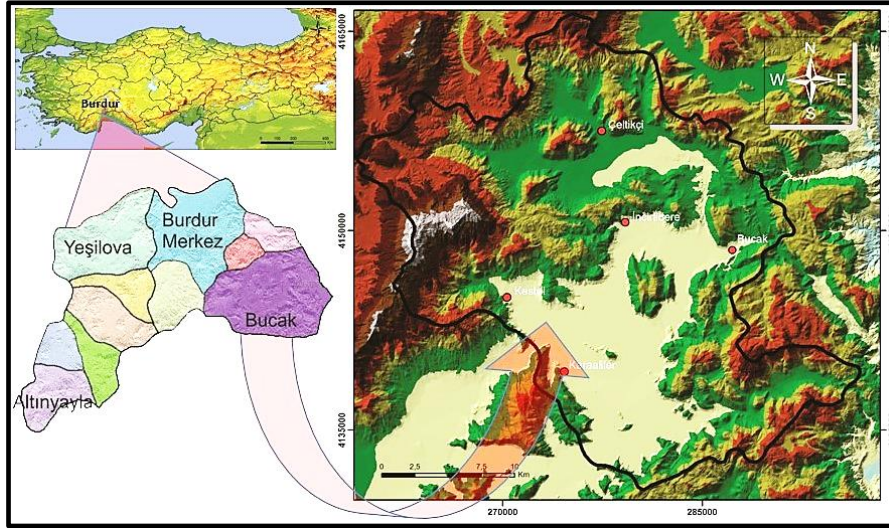 Burdur
N
W E
S
Yeşilova
Burdur
Merkez
Bucak
Altınyayla
4165000
4150000
4135000
N
W E
S
Çeltikçi
Bucak
0 2,5 5 7,5 10
Km
270000
285000